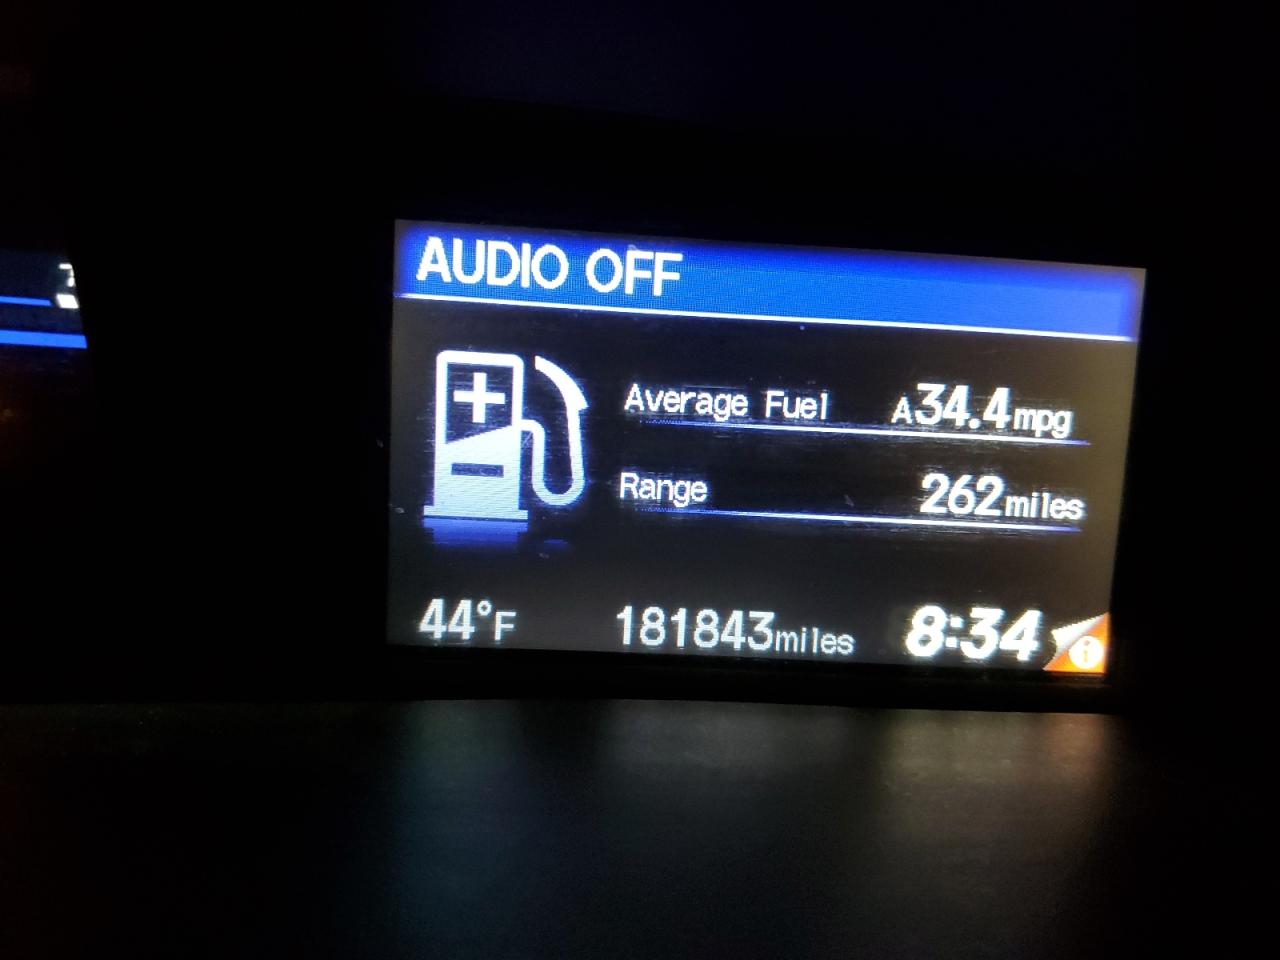 AUDIO OFF
Average Fuel A34.4mpg
Range 262miles
44°F 181843miles 8:34 i